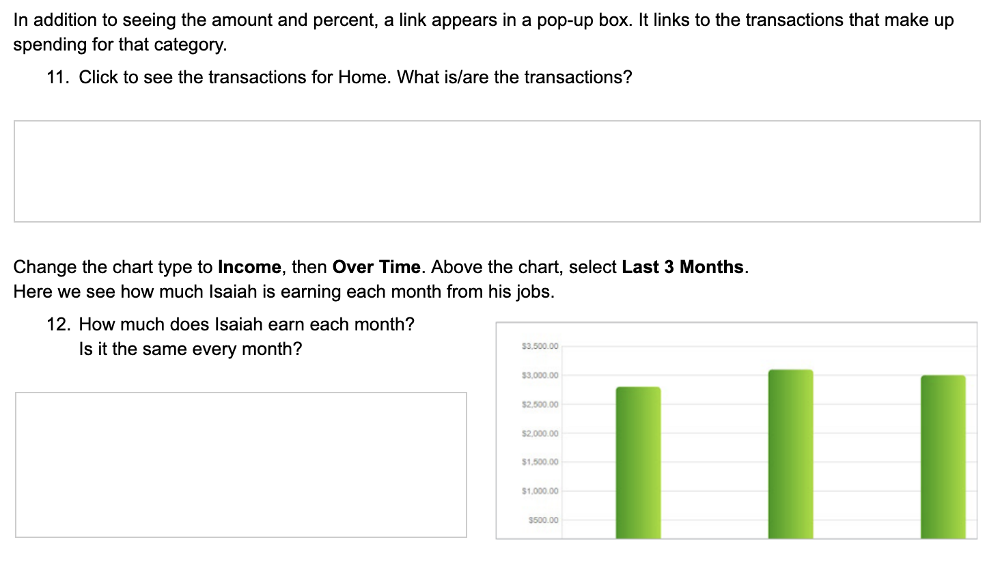 In addition to seeing the amount and percent, a link appears in a pop-up box. It links to the transactions that make up
spending for that category.
11. Click to see the transactions for Home. What is/are the transactions?
Change the chart type to Income, then Over Time. Above the chart, select Last 3 Months.
Here we see how much Isaiah is earning each month from his jobs.
12. How much does Isaiah earn each month?
Is it the same every month?
$3,500.00
$3,000.00
$2,500.00
$2,000.00
$1,500.00
$1,000.00
$500.00